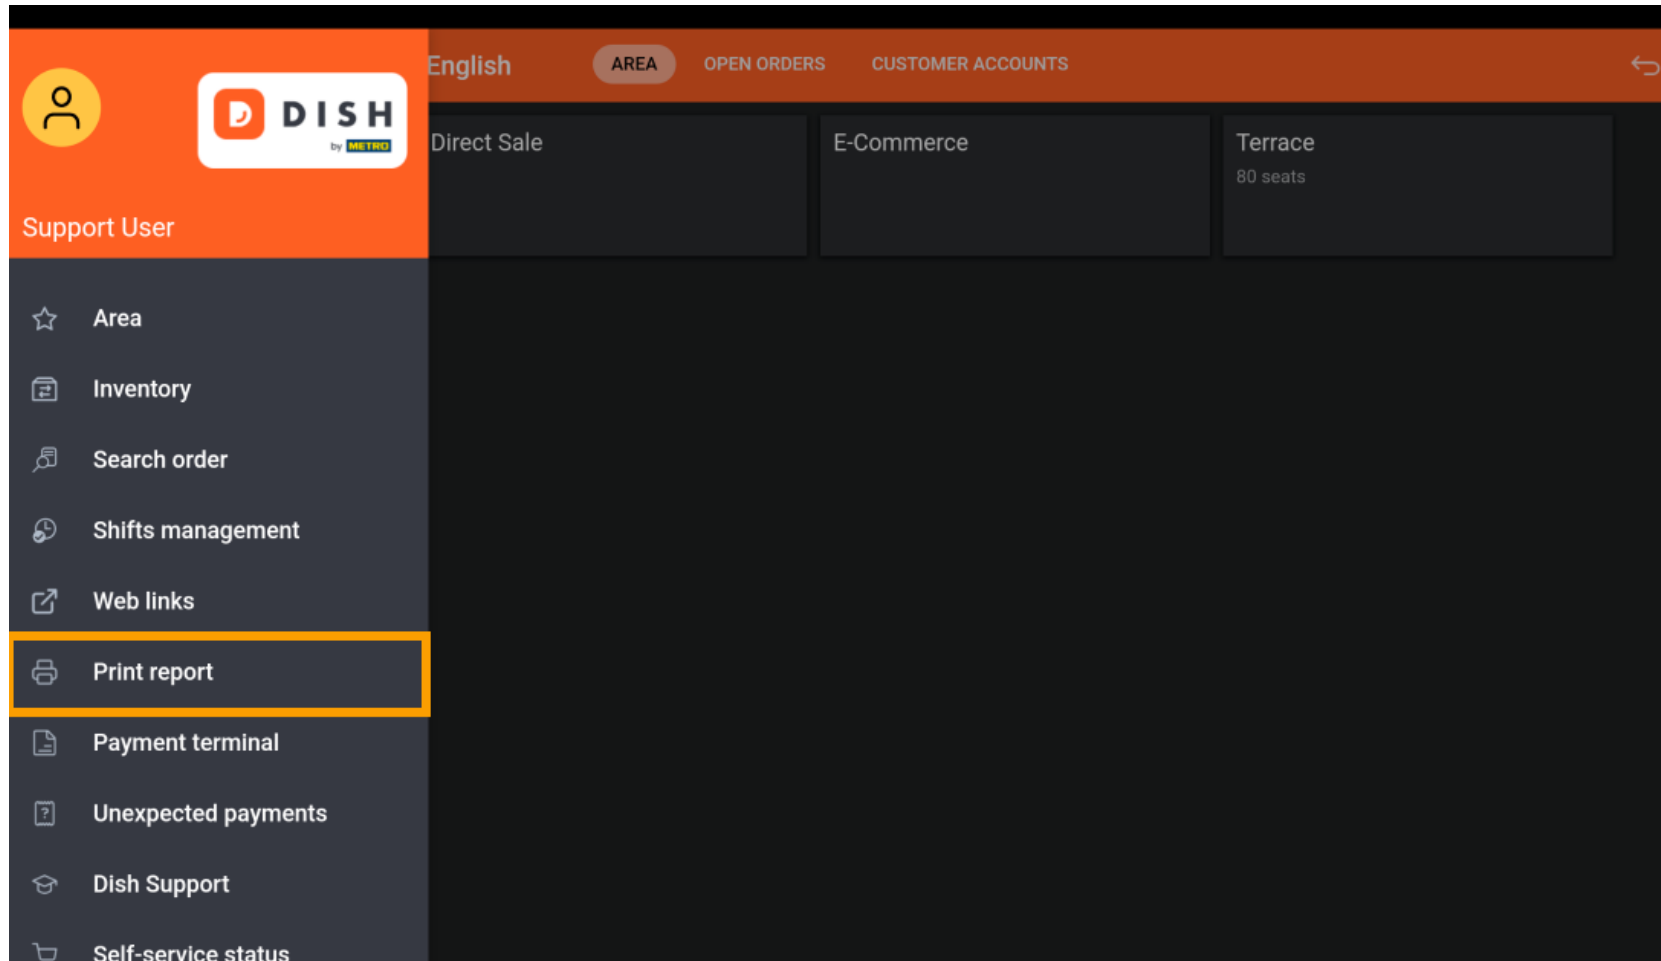 English
AREA
OPEN ORDERS
CUSTOMER ACCOUNTS
DISH
by METRO
Support User
Direct Sale
E-Commerce
Terrace
80 seats
Area
Inventory
Search order
Shifts management
Web links
Print report
Payment terminal
Unexpected payments
Dish Support
Self-service status